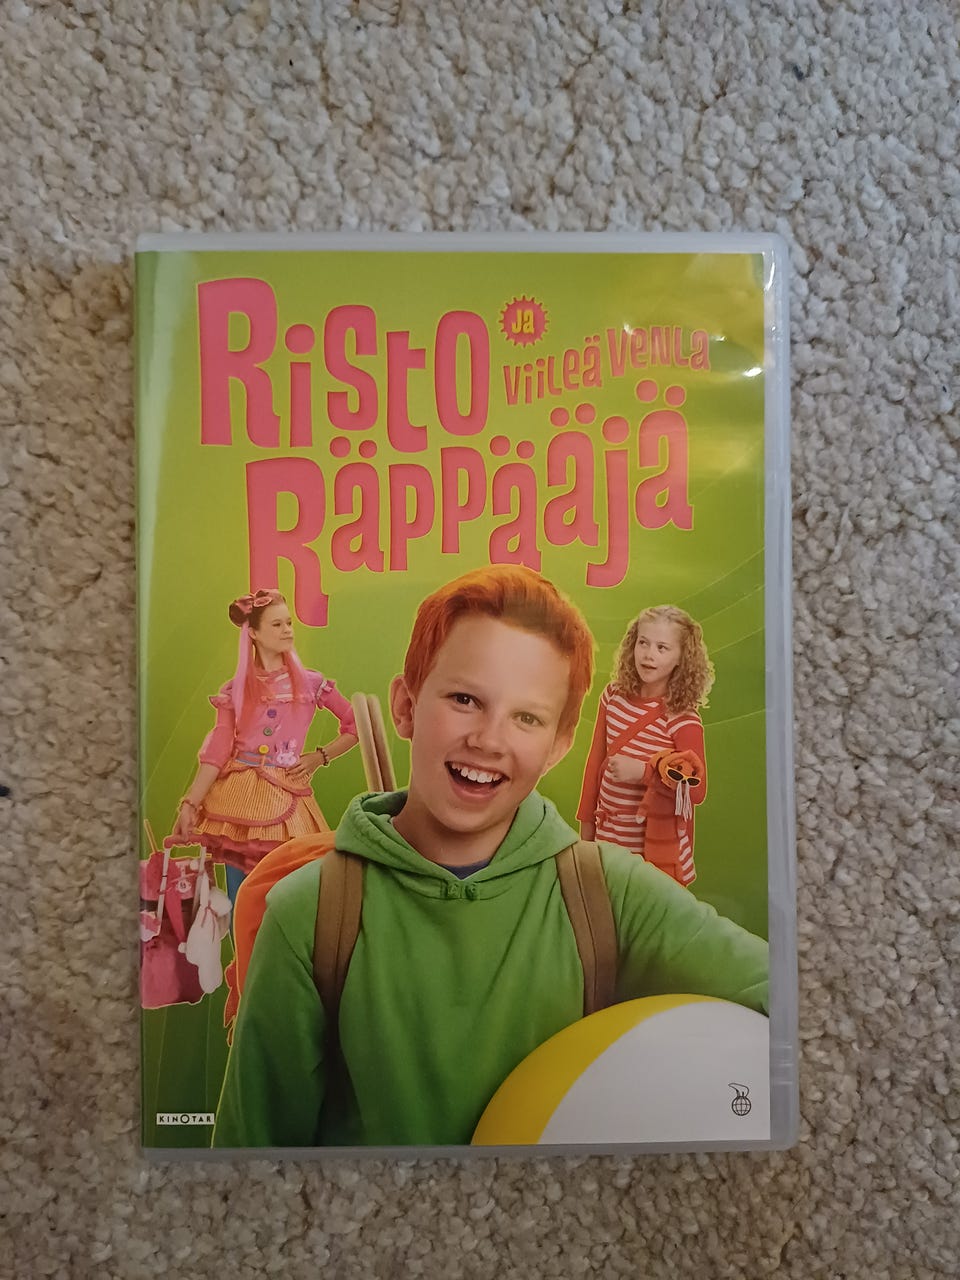 Risto
ja
Viileä Venla
Räppääjä
KINOTAR